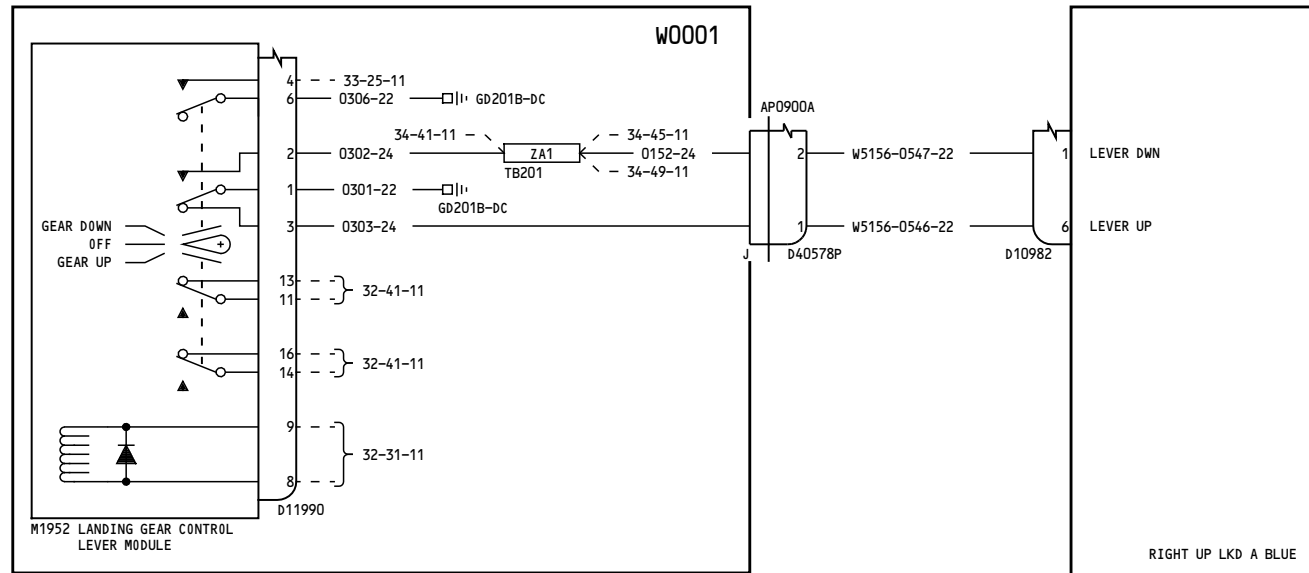 W0001
4 33-25-11
6 0306-22 GD201B-DC
AP0900A
34-41-11 34-45-11
2 0302-24 ZA1 0152-24 2 W5156-0547-22 1 LEVER DWN
TB201 34-49-11
1 0301-22
GD201B-DC
3 0303-24 1 W5156-0546-22 6 LEVER UP
GEAR DOWN
OFF
GEAR UP
J D40578P D10982
13
11
32-41-11
16
14
32-41-11
9
32-31-11
8
D11990
M1952 LANDING GEAR CONTROL
LEVER MODULE
RIGHT UP LKD A BLUE